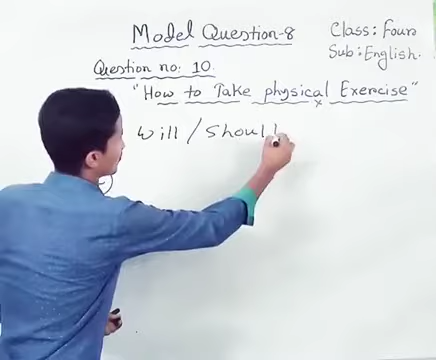 Model Question-8
Class: Four
Sub: English.
Question no: 10.
"How to Take physical Exercise"
Will / Shoul